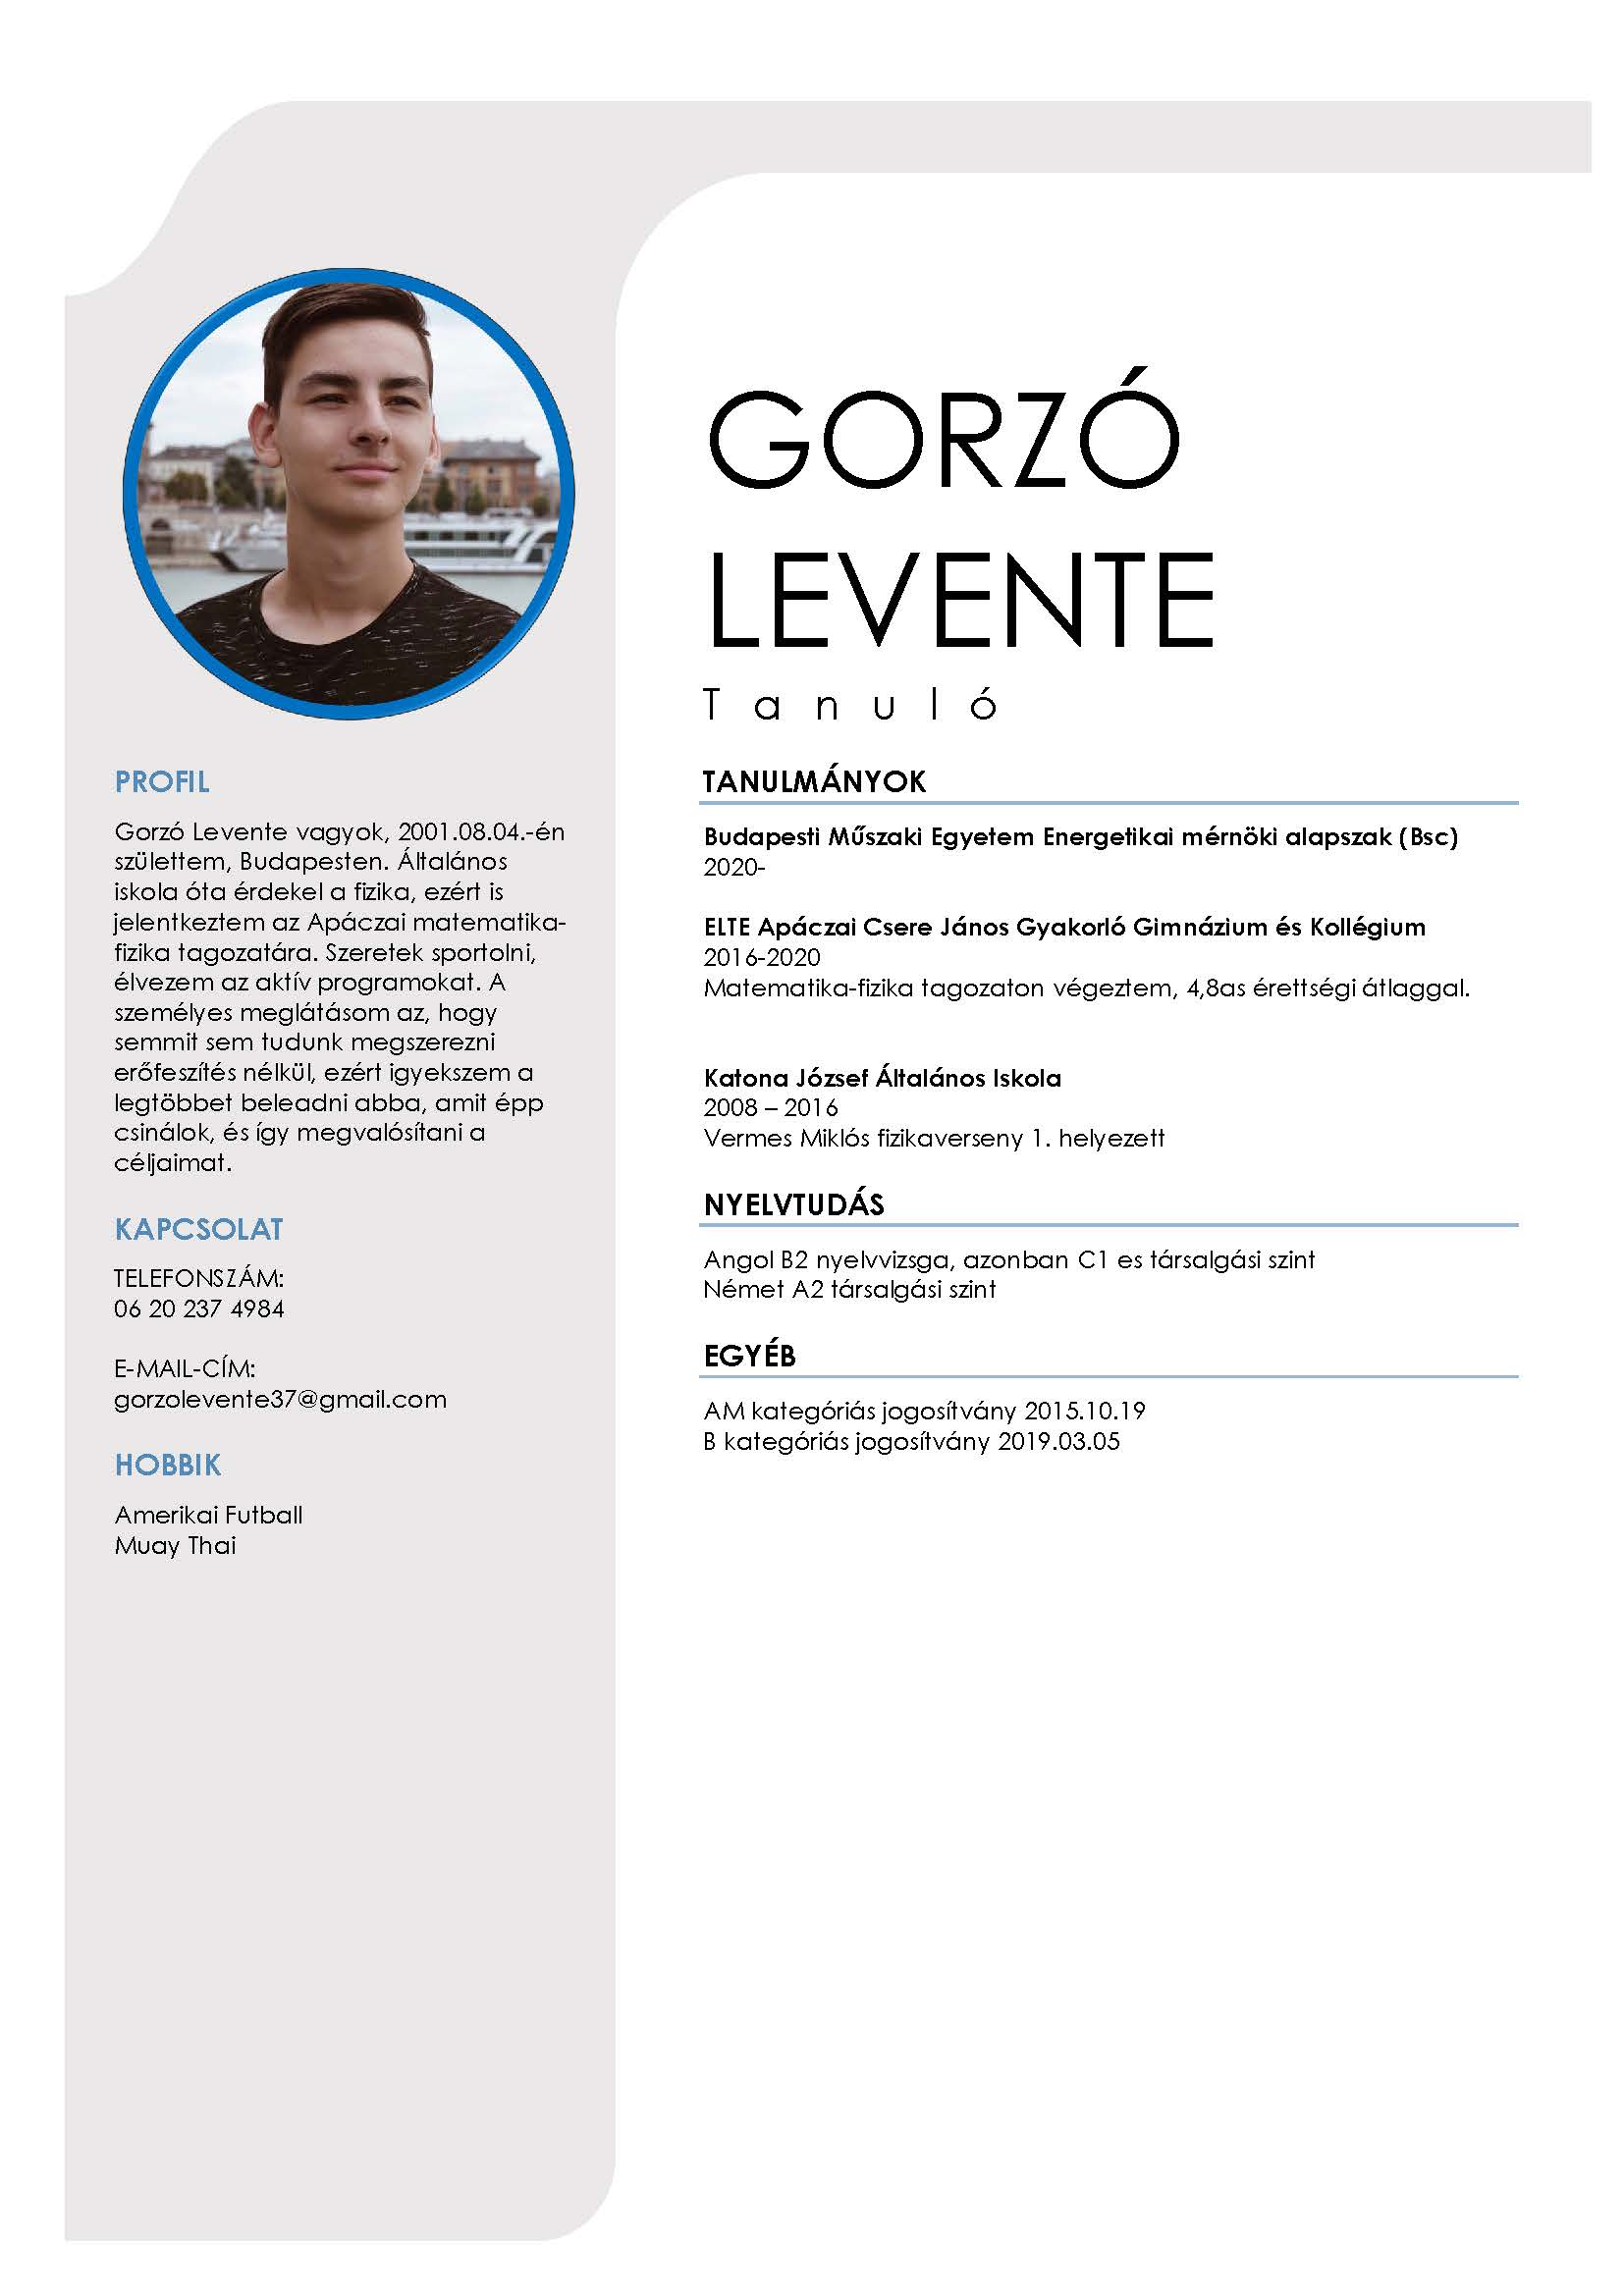 GORZÓ
LEVENTE
Tanuló
PROFIL
Gorzó Levente vagyok, 2001.08.04.-én
születtem, Budapesten. Általános
iskola óta érdekel a fizika, ezért is
jelentkeztem az Apáczai matematika-
fizika tagozatára. Szeretek sportolni,
élvezem az aktív programokat. A
személyes meglátásom az, hogy
semmit sem tudunk megszerezni
erőfeszítés nélkül, ezért igyekszem a
legtöbbet beleadni abba, amit épp
csinálok, és így megvalósítani a
céljaimat.
KAPCSOLAT
TELEFONSZÁM:
06 20 237 4984
E-MAIL-CÍM:
gorzolevente37@gmail.com
HOBBIK
Amerikai Futball
Muay Thai
TANULMÁNYOK
Budapesti Műszaki Egyetem Energetikai mérnöki alapszak (Bsc)
2020-
ELTE Apáczai Csere János Gyakorló Gimnázium és Kollégium
2016-2020
Matematika-fizika tagozaton végeztem, 4,8as érettségi átlaggal.
Katona József Általános Iskola
2008 – 2016
Vermes Miklós fizikaverseny 1. helyezett
NYELVTUDÁS
Angol B2 nyelvvizsga, azonban C1 es társalgási szint
Német A2 társalgási szint
EGYÉB
AM kategóriás jogosítvány 2015.10.19
B kategóriás jogosítvány 2019.03.05